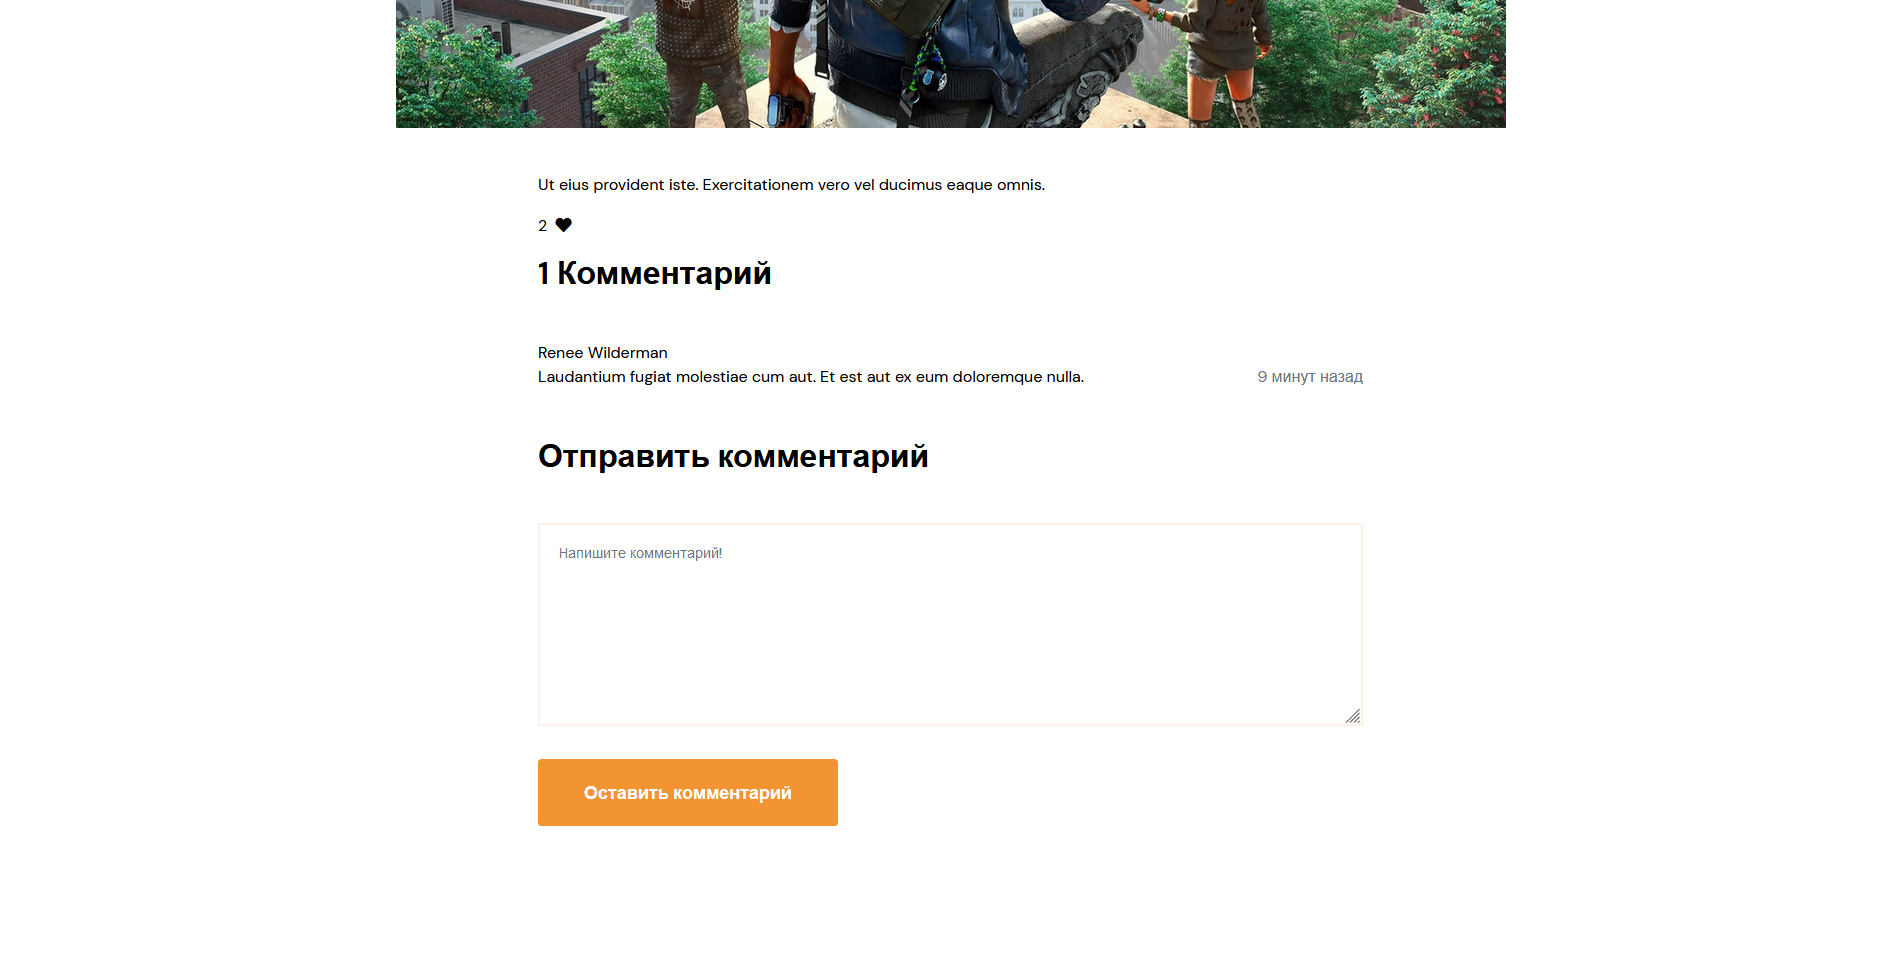 Ut eius provident iste. Exercitationem vero vel ducimus eaque omnis.
2
1 Комментарий
Renee Wilderman
Laudantium fugiat molestiae cum aut. Et est aut ex eum doloremque nulla.
9 минут назад
Отправить комментарий
Напишите комментарий!
Оставить комментарий